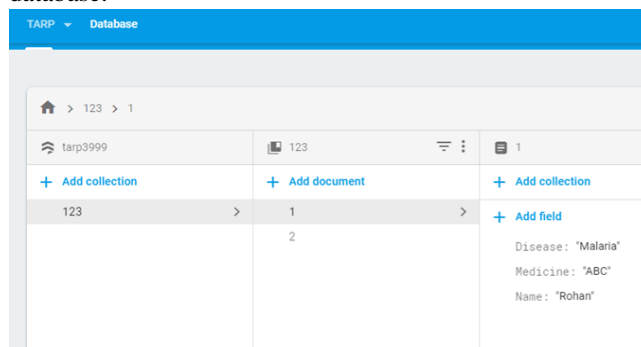 database.
TARP Database
123 > 1
tarp3999
+ Add collection
123 >
123
+ Add document
1 >
2
1
+ Add collection
+ Add field
Disease: "Malaria"
Medicine: "ABC"
Name: "Rohan"